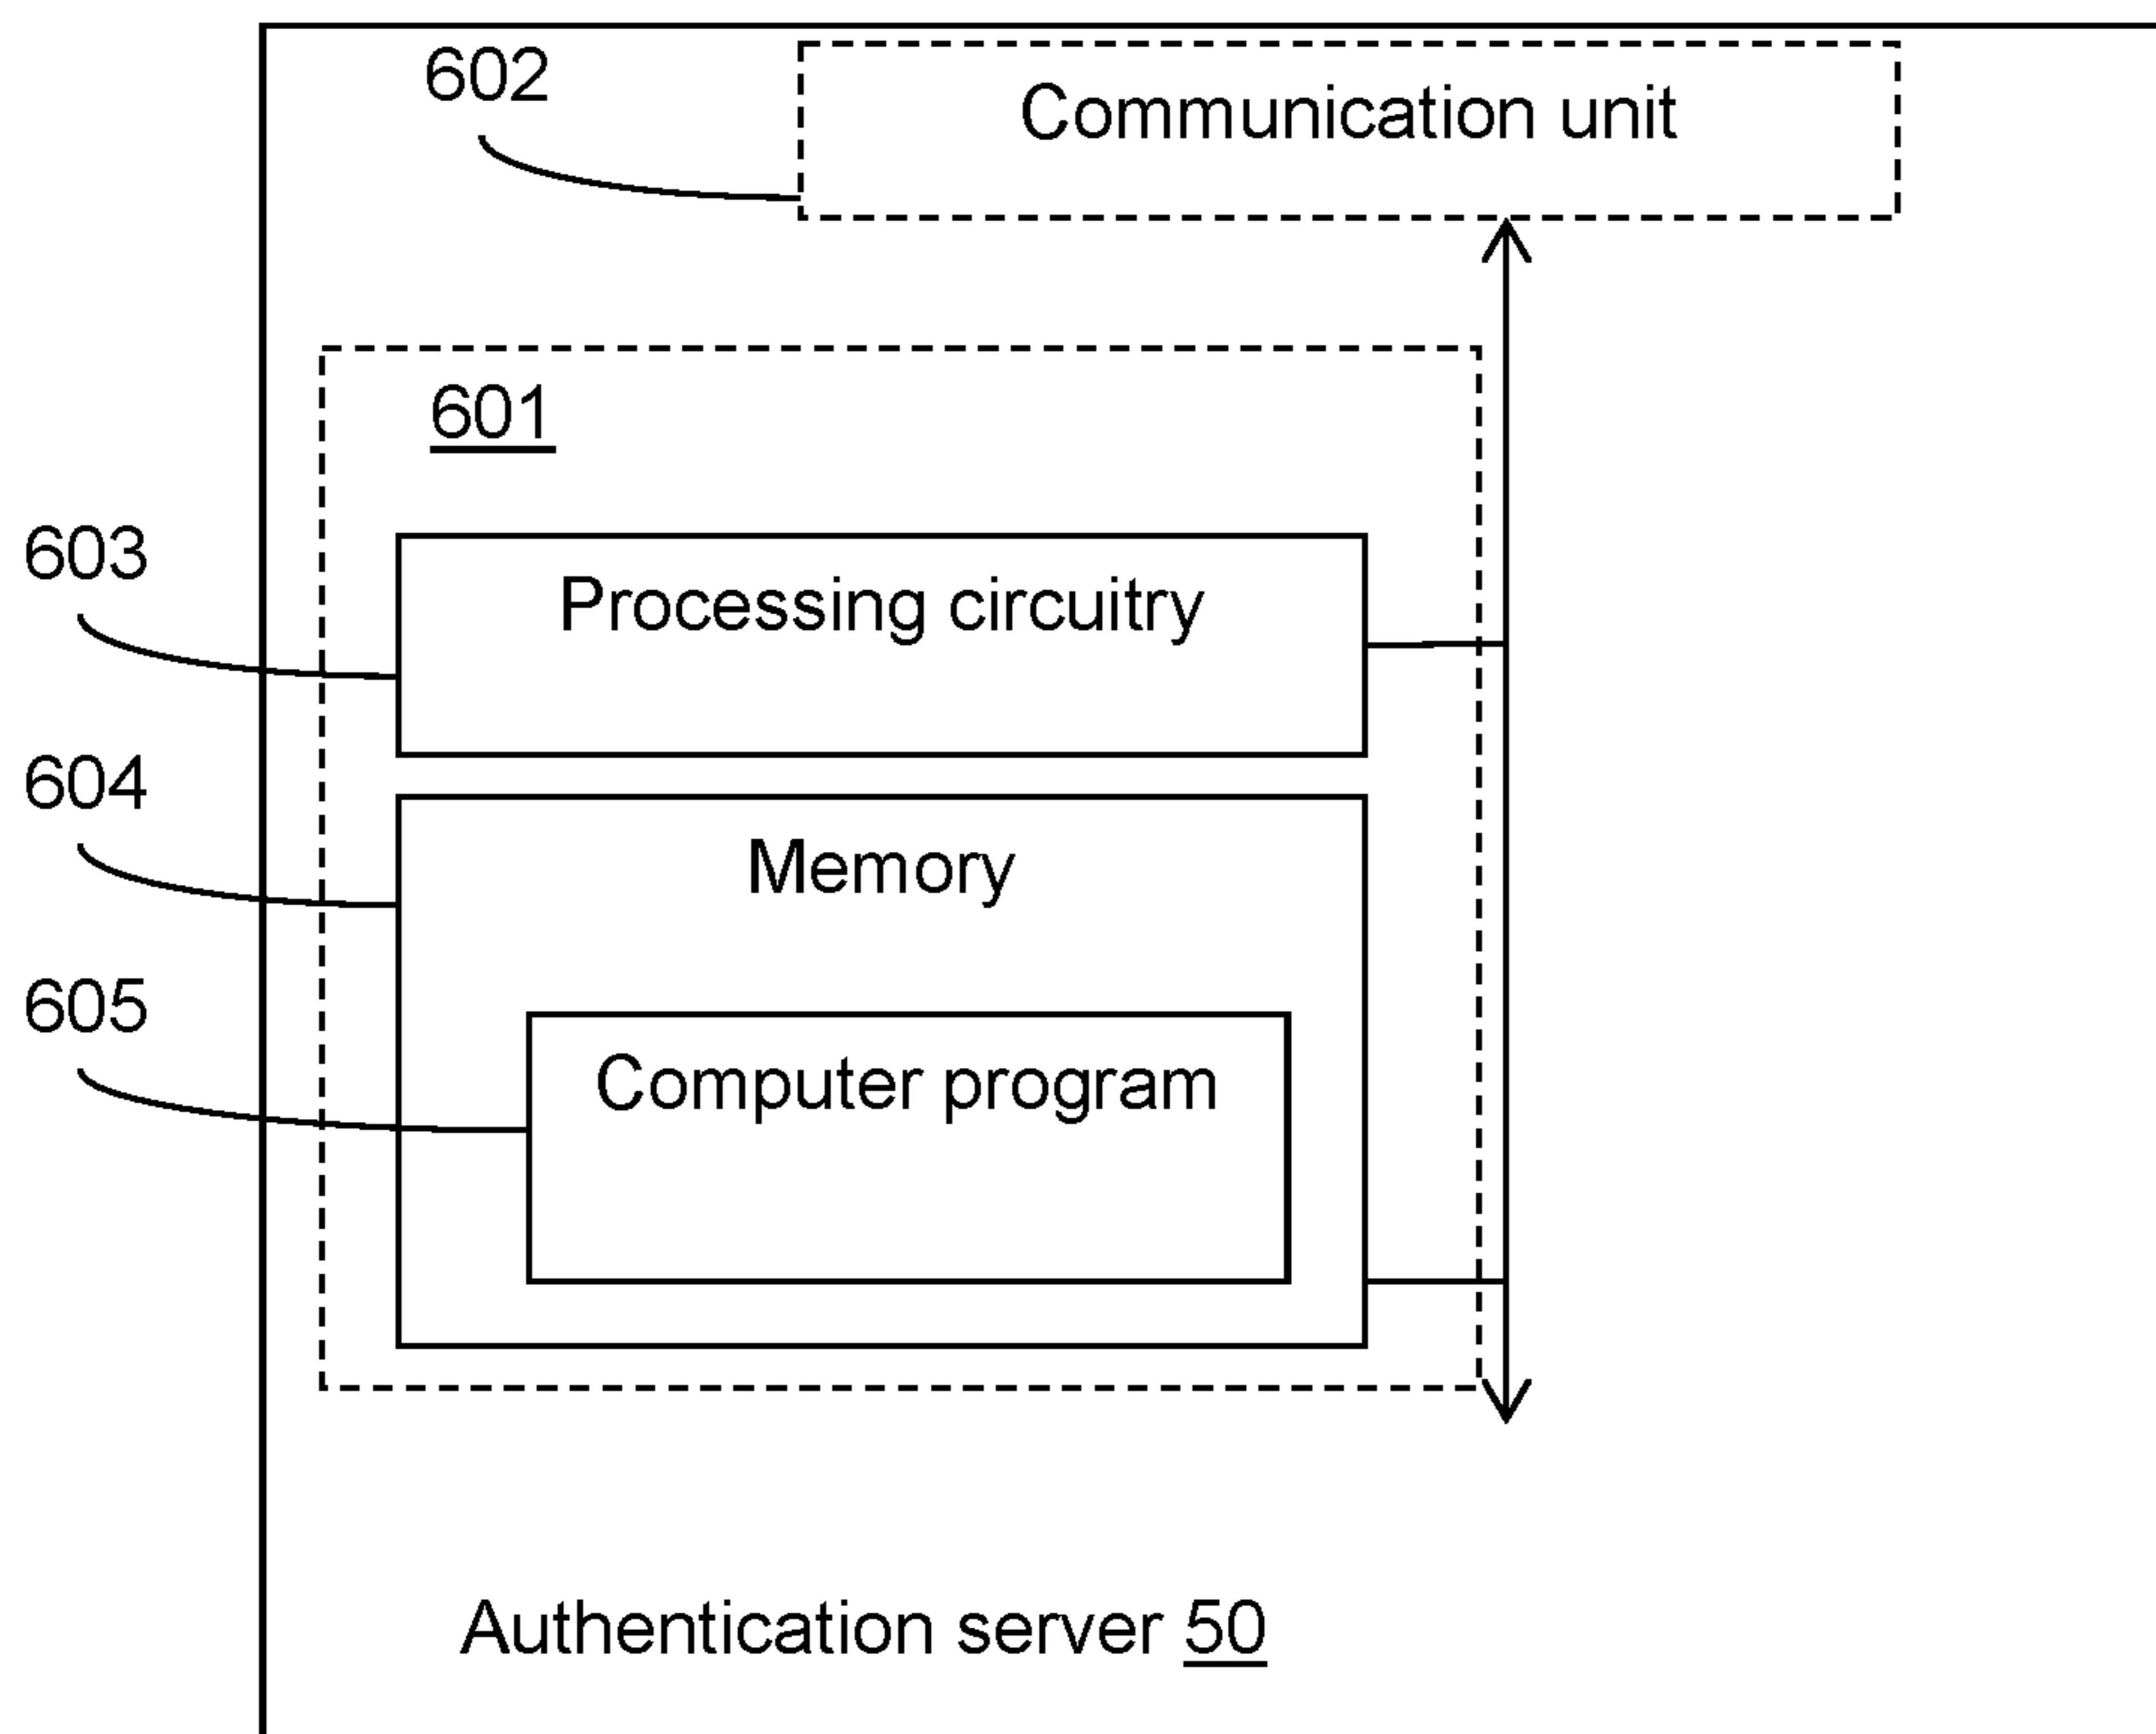 602
Communication unit
601
603
Processing circuitry
604
Memory
605
Computer program
Authentication server 50